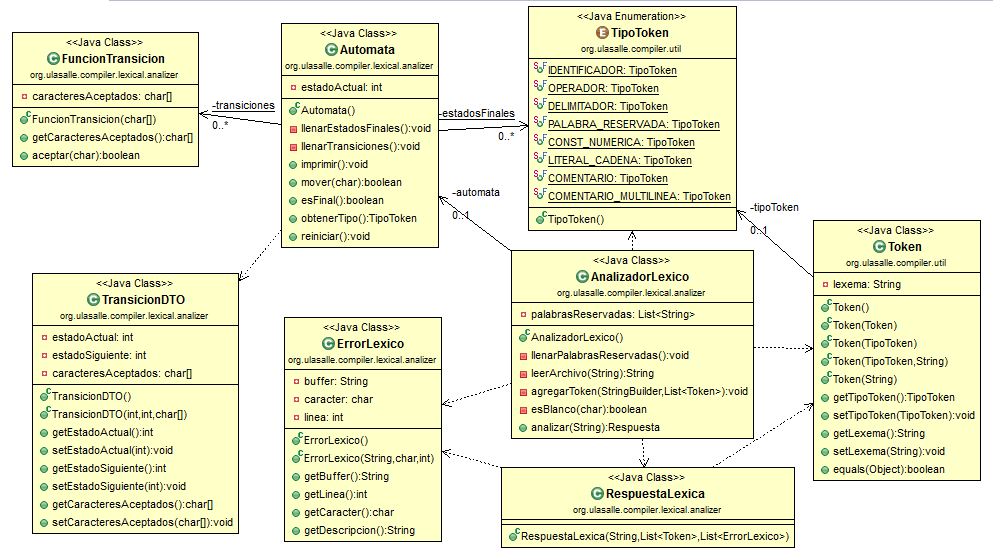 <<Java Class>>
FuncionTransicion
org.ulasalle.compiler.lexical.analizer
caracteresAceptados: char[]
FuncionTransicion(char[])
getCaracteresAceptados():char[]
aceptar(char):boolean
-transiciones
0..*
<<Java Class>>
Automata
org.ulasalle.compiler.lexical.analizer
estadoActual: int
Automata()
llenarEstadosFinales():void
llenarTransiciones():void
imprimir():void
mover(char):boolean
esFinal():boolean
obtenerTipo():TipoToken
reiniciar():void
-estadosFinales
0..*
<<Java Enumeration>>
TipoToken
org.ulasalle.compiler.util
IDENTIFICADOR: TipoToken
OPERADOR: TipoToken
DELIMITADOR: TipoToken
PALABRA_RESERVADA: TipoToken
CONST_NUMERICA: TipoToken
LITERAL_CADENA: TipoToken
COMENTARIO: TipoToken
COMENTARIO_MULTILINEA: TipoToken
TipoToken()
-automata
0..1
-tipoToken
0..1
<<Java Class>>
Token
org.ulasalle.compiler.util
lexema: String
Token()
Token(Token)
Token(TipoToken)
Token(TipoToken,String)
Token(String)
getTipoToken():TipoToken
setTipoToken(TipoToken):void
getLexema():String
setLexema(String):void
equals(Object):boolean
<<Java Class>>
TransicionDTO
org.ulasalle.compiler.lexical.analizer
estadoActual: int
estadoSiguiente: int
caracteresAceptados: char[]
TransicionDTO()
TransicionDTO(int,int,char[])
getEstadoActual():int
setEstadoActual(int):void
getEstadoSiguiente():int
setEstadoSiguiente(int):void
getCaracteresAceptados():char[]
setCaracteresAceptados(char[]):void
<<Java Class>>
ErrorLexico
org.ulasalle.compiler.lexical.analizer
buffer: String
caracter: char
linea: int
ErrorLexico()
ErrorLexico(String,char,int)
getBuffer():String
getLinea():int
getCaracter():char
getDescripcion():String
<<Java Class>>
AnalizadorLexico
org.ulasalle.compiler.lexical.analizer
palabrasReservadas: List<String>
AnalizadorLexico()
llenarPalabrasReservadas():void
leerArchivo(String):String
agregarToken(StringBuilder,List<Token>):void
esBlanco(char):boolean
analizar(String):Respuesta
<<Java Class>>
RespuestaLexica
org.ulasalle.compiler.lexical.analizer
RespuestaLexica(String,List<Token>,List<ErrorLexico>)